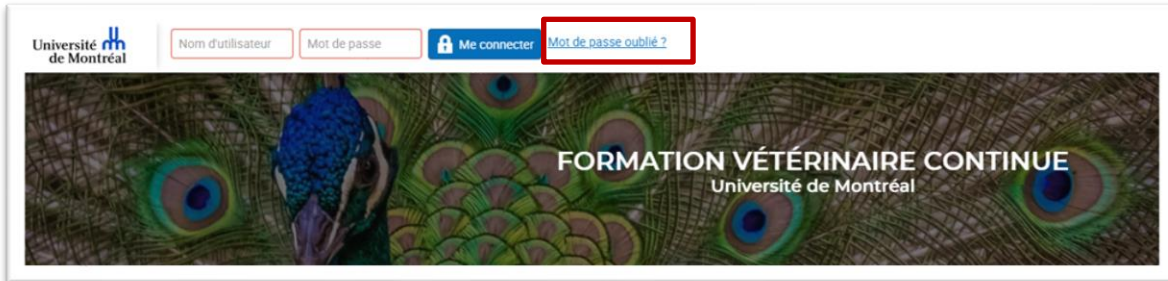 Université
de Montréal
Nom d'utilisateur
Mot de passe
Me connecter
Mot de passe oublié ?
FORMATION VÉTÉRINAIRE CONTINUE
Université de Montréal